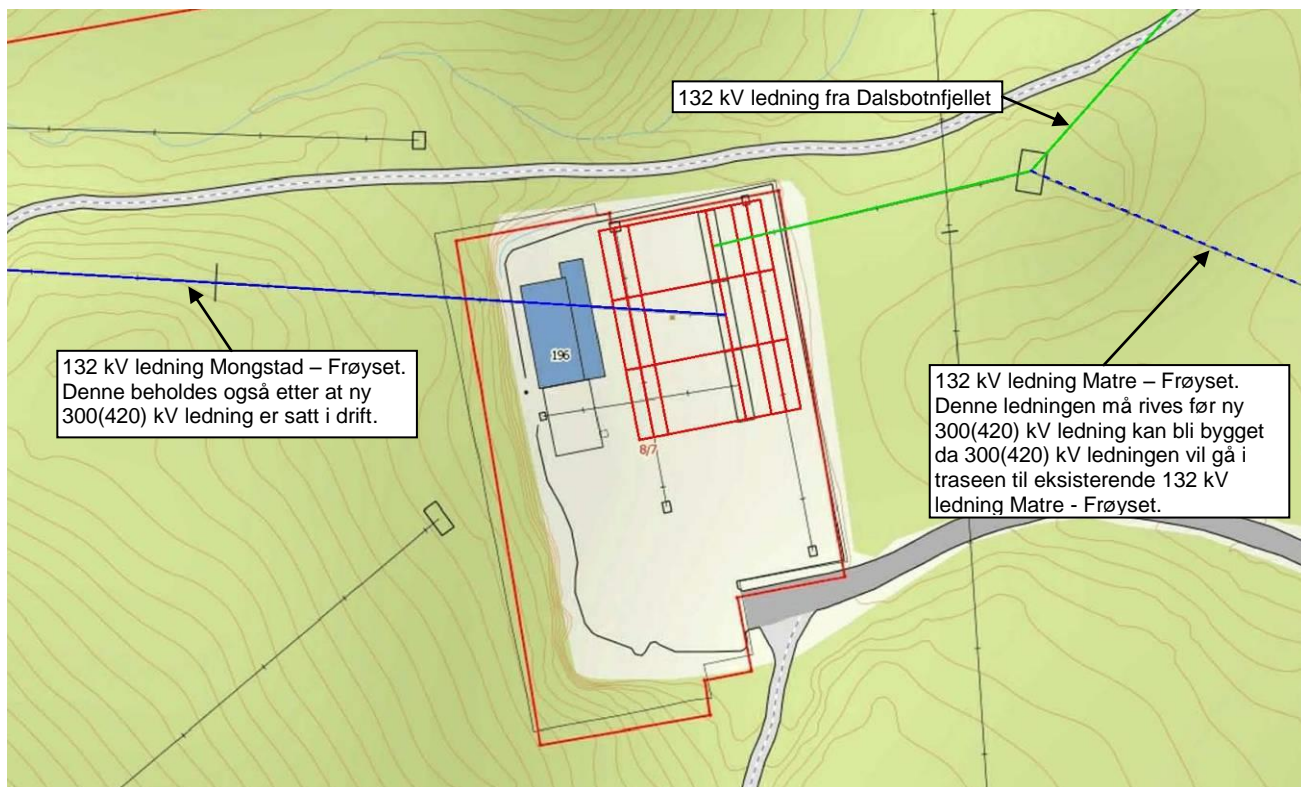 132 kV ledning fra Dalsbotnfjellet
132 kV ledning Mongstad – Frøyset.
Denne beholdes også etter at ny
300(420) kV ledning er satt i drift.
196
8/7
132 kV ledning Matre – Frøyset.
Denne ledningen må rives før ny
300(420) kV ledning kan bli bygget
da 300(420) kV ledningen vil gå i
traseen til eksisterende 132 kV
ledning Matre - Frøyset.